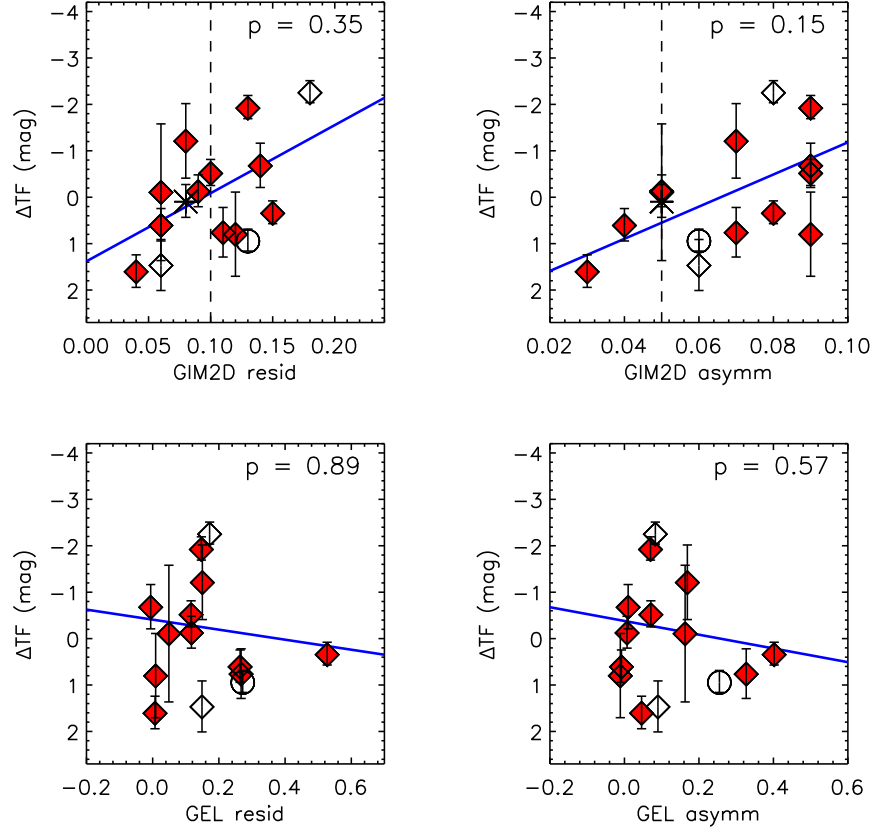 p = 0.35
−4
−3
−2
−1
0
1
2
ΔTF (mag)
0.00 0.05 0.10 0.15 0.20
GIM2D resid
p = 0.15
−4
−3
−2
−1
0
1
2
ΔTF (mag)
0.02 0.04 0.06 0.08 0.10
GIM2D asymm
p = 0.89
−4
−3
−2
−1
0
1
2
ΔTF (mag)
−0.2 0.0 0.2 0.4 0.6
GEL resid
p = 0.57
−4
−3
−2
−1
0
1
2
ΔTF (mag)
−0.2 0.0 0.2 0.4 0.6
GEL asymm